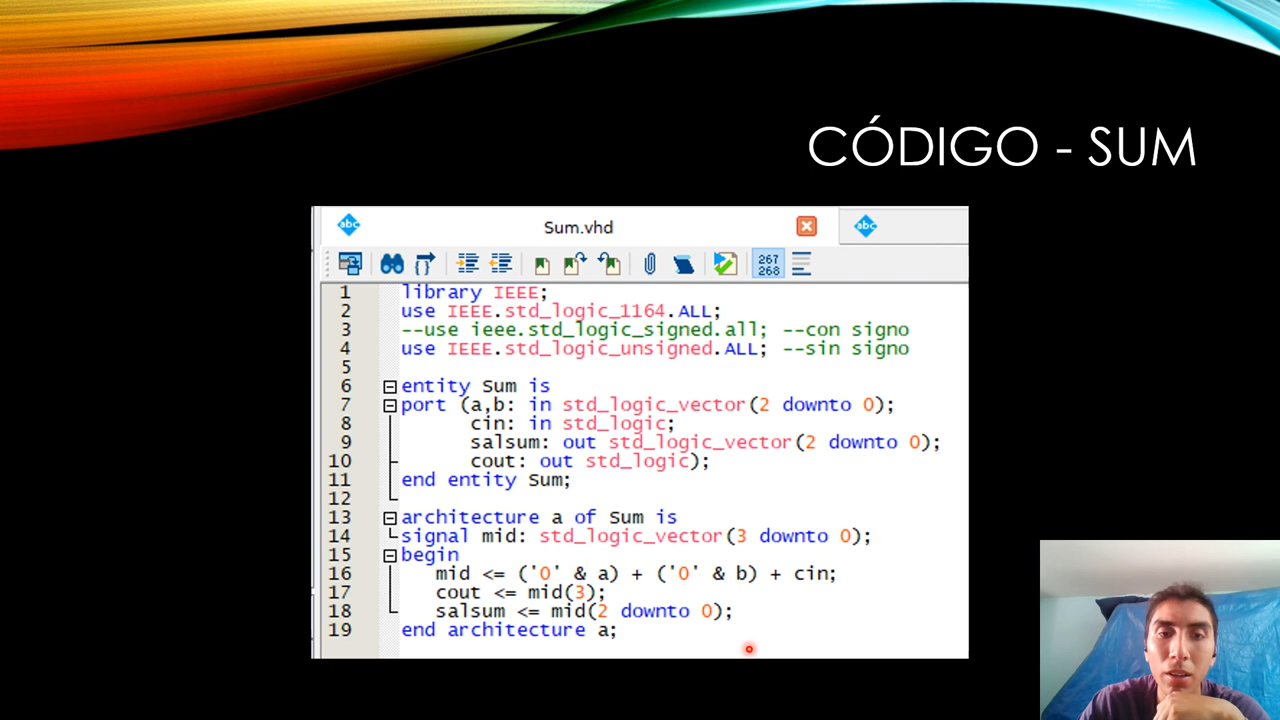 CÓDIGO - SUM
abc
Sum.vhd
abc
267
268
1 library IEEE;
2 use IEEE.std_logic_1164.ALL;
3 --use ieee.std_logic_signed.all; --con signo
4 use IEEE.std_logic_unsigned.ALL; --sin signo
5
6 entity Sum is
7 port (a,b: in std_logic_vector(2 downto 0);
8 cin: in std_logic;
9 salsum: out std_logic_vector(2 downto 0);
10 cout: out std_logic);
11 end entity Sum;
12
13 architecture a of Sum is
14 signal mid: std_logic_vector(3 downto 0);
15 begin
16 mid <= ('0' & a) + ('0' & b) + cin;
17 cout <= mid(3);
18 salsum <= mid(2 downto 0);
19 end architecture a;